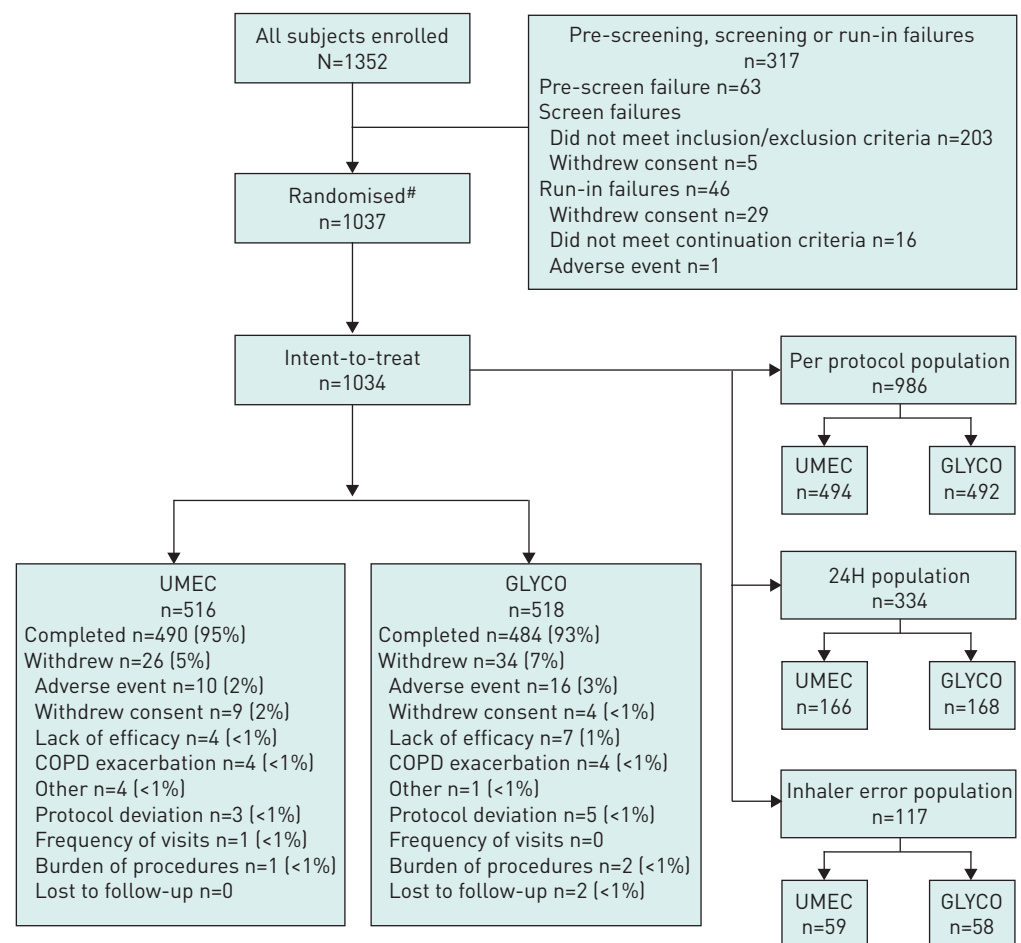 All subjects enrolled
N=1352
Pre-screening, screening or run-in failures
n=317
Pre-screen failure n=63
Screen failures
Did not meet inclusion/exclusion criteria n=203
Withdrew consent n=5
Run-in failures n=46
Withdrew consent n=29
Did not meet continuation criteria n=16
Adverse event n=1
Randomised#
n=1037
Intent-to-treat
n=1034
Per protocol population
n=986
UMEC
n=494
GLYCO
n=492
24H population
n=334
UMEC
n=166
GLYCO
n=168
Inhaler error population
n=117
UMEC
n=59
GLYCO
n=58
UMEC
n=516
Completed n=490 (95%)
Withdrew n=26 (5%)
Adverse event n=10 (2%)
Withdrew consent n=9 (2%)
Lack of efficacy n=4 (<1%)
COPD exacerbation n=4 (<1%)
Other n=4 (<1%)
Protocol deviation n=3 (<1%)
Frequency of visits n=1 (<1%)
Burden of procedures n=1 (<1%)
Lost to follow-up n=0
GLYCO
n=518
Completed n=484 (93%)
Withdrew n=34 (7%)
Adverse event n=16 (3%)
Withdrew consent n=4 (<1%)
Lack of efficacy n=7 (1%)
COPD exacerbation n=4 (<1%)
Other n=1 (<1%)
Protocol deviation n=5 (<1%)
Frequency of visits n=0
Burden of procedures n=2 (<1%)
Lost to follow-up n=2 (<1%)